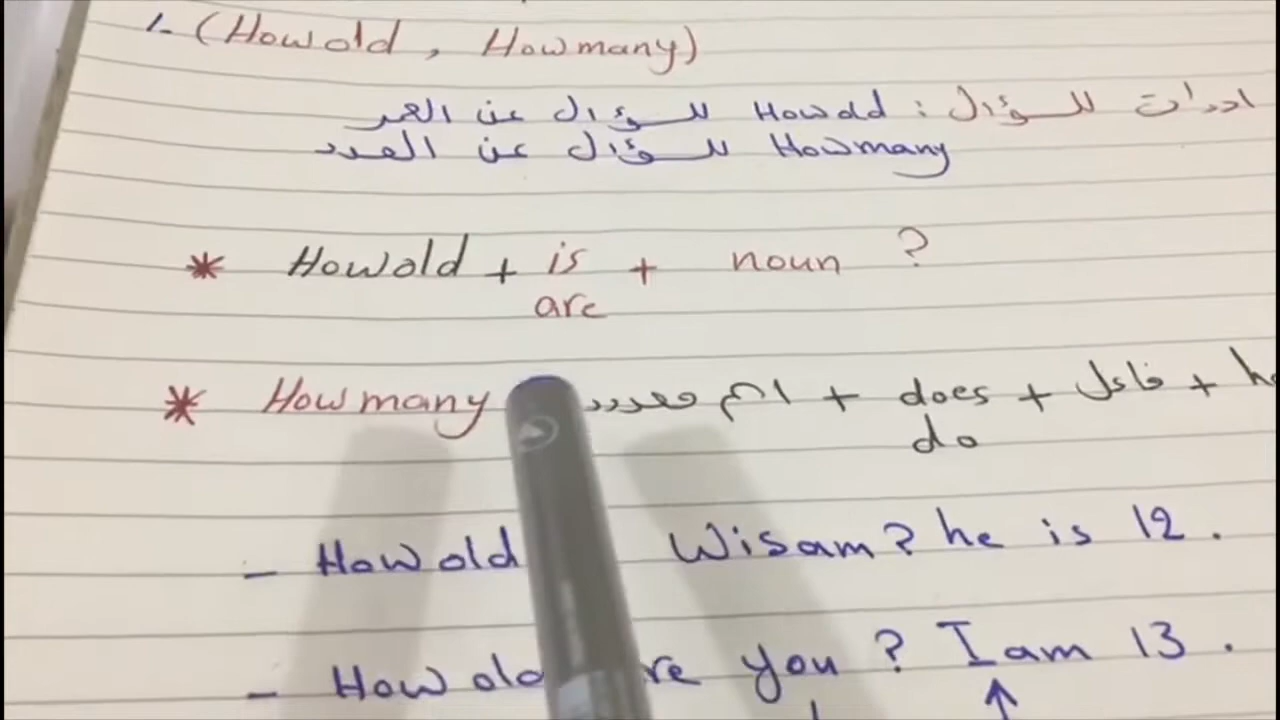 1. (How old , How many)
ادوات للسؤال : How old للسؤال عن العمر
How many للسؤال عن العدد
* How old + is + noun ?
are
* How many اسم معدود + does + فاعل +
do
- How old Wisam? he is 12 .
- How old are you ? I am 13 .